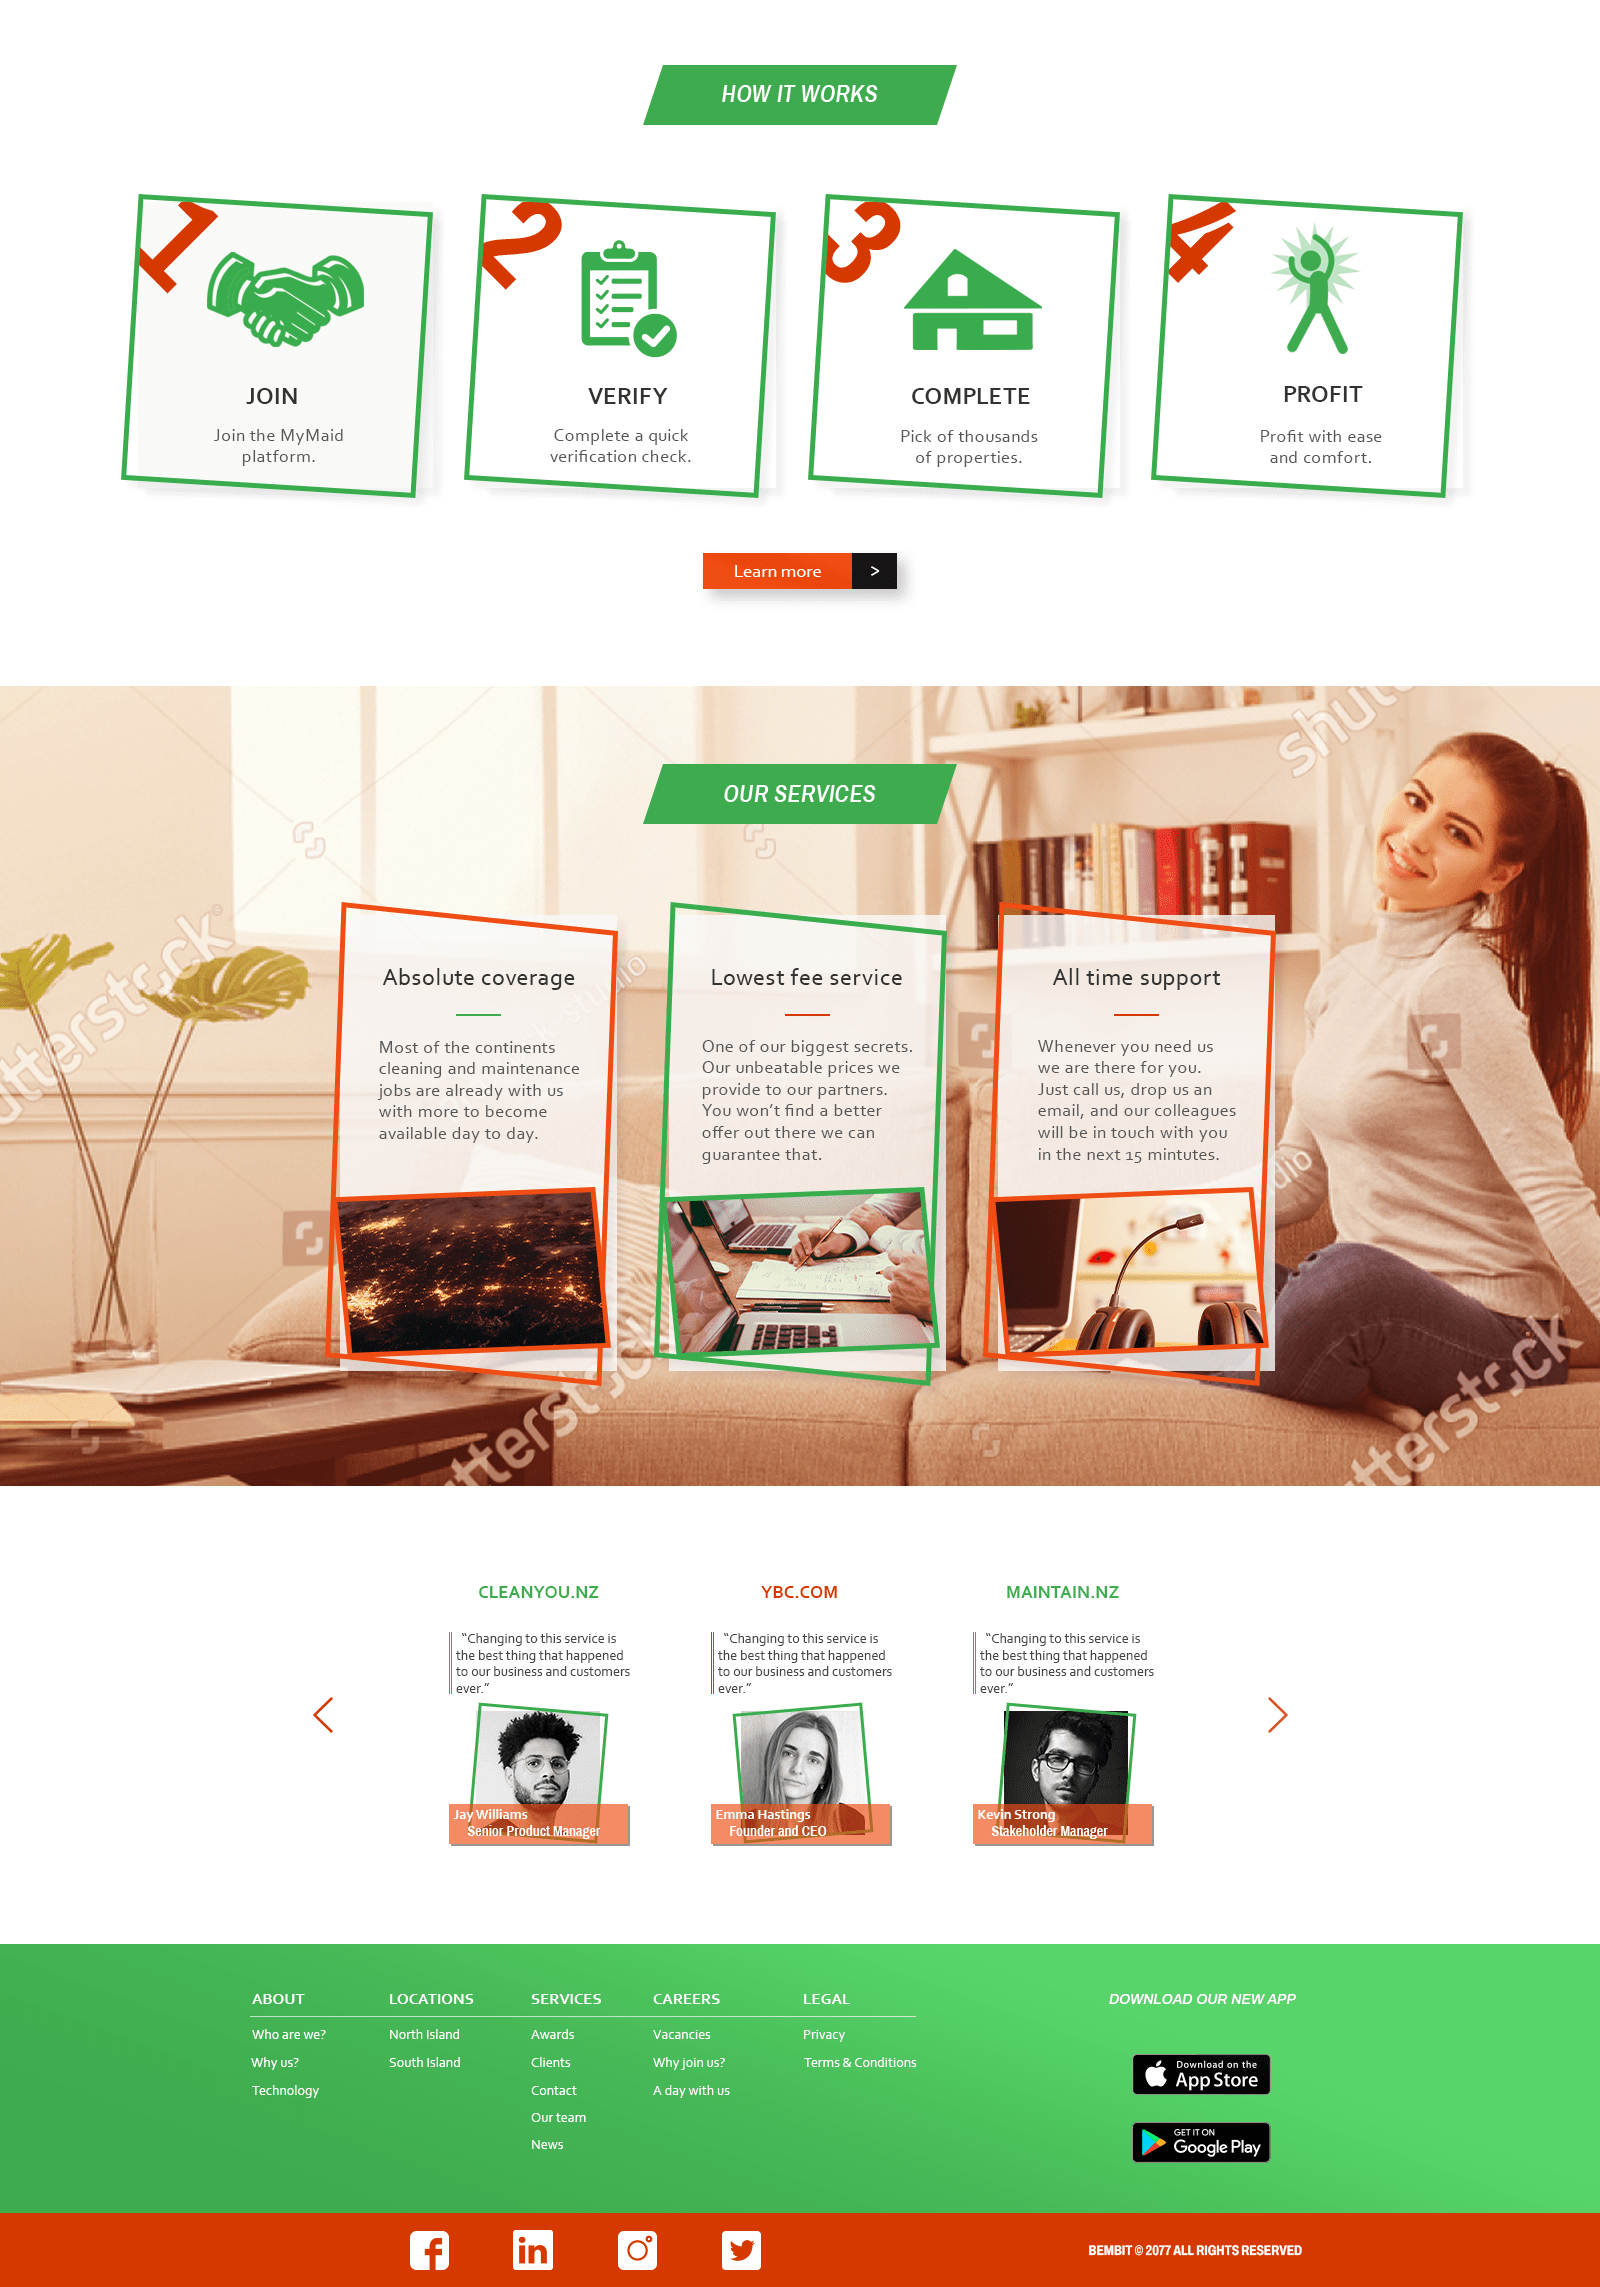 HOW IT WORKS
1
2
3
4
JOIN
Join the MyMaid
platform.
VERIFY
Complete a quick
verification check.
COMPLETE
Pick of thousands
of properties.
PROFIT
Profit with ease
and comfort.
Learn more >
OUR SERVICES
Absolute coverage
Most of the continents
cleaning and maintenance
jobs are already with us
with more to become
available day to day.
Lowest fee service
One of our biggest secrets.
Our unbeatable prices we
provide to our partners.
You won’t find a better
offer out there we can
guarantee that.
All time support
Whenever you need us
we are there for you.
Just call us, drop us an
email, and our colleagues
will be in touch with you
in the next 15 mintutes.
CLEANYOU.NZ
“Changing to this service is
the best thing that happened
to our business and customers
ever.”
Jay Williams
Senior Product Manager
YBC.COM
“Changing to this service is
the best thing that happened
to our business and customers
ever.”
Emma Hastings
Founder and CEO
MAINTAIN.NZ
“Changing to this service is
the best thing that happened
to our business and customers
ever.”
Kevin Strong
Stakeholder Manager
ABOUT
Who are we?
Why us?
Technology
LOCATIONS
North Island
South Island
SERVICES
Awards
Clients
Contact
Our team
News
CAREERS
Vacancies
Why join us?
A day with us
LEGAL
Privacy
Terms & Conditions
DOWNLOAD OUR NEW APP
Download on the
App Store
GET IT ON
Google Play
BEMBIT © 2077 ALL RIGHTS RESERVED